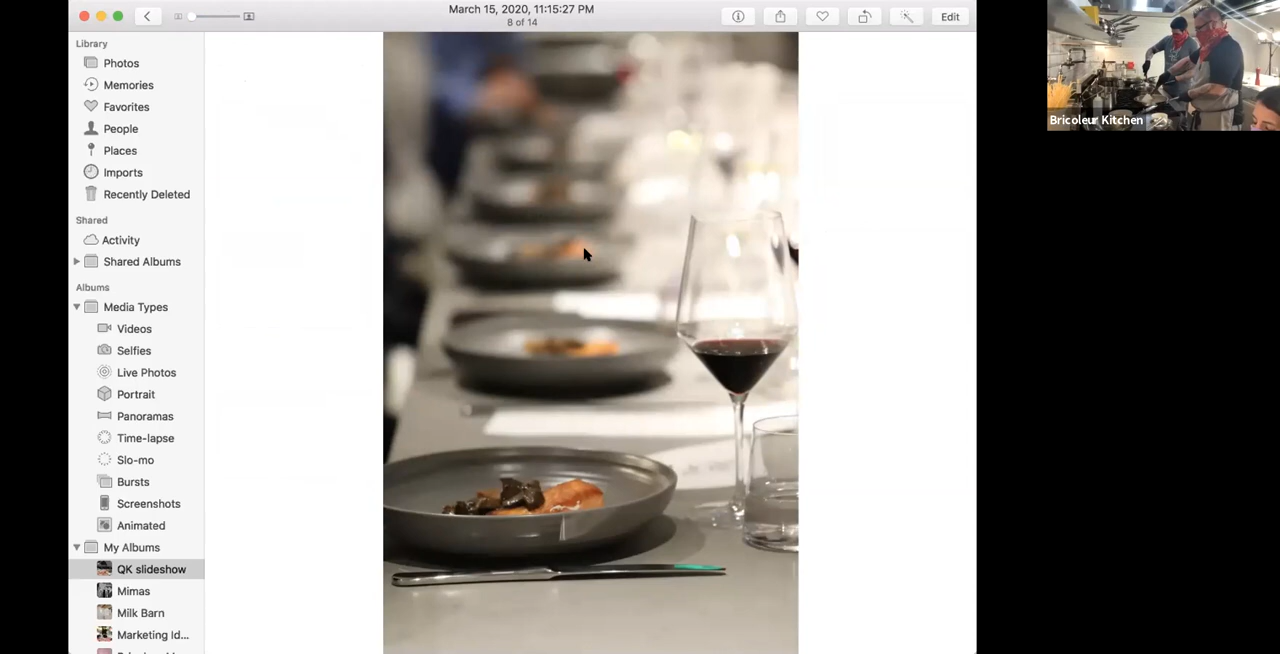 March 15, 2020, 11:15:27 PM
8 of 14
Edit
Library
Photos
Memories
Favorites
People
Places
Imports
Recently Deleted
Shared
Activity
Shared Albums
Albums
Media Types
Videos
Selfies
Live Photos
Portrait
Panoramas
Time-lapse
Slo-mo
Bursts
Screenshots
Animated
My Albums
QK slideshow
Mimas
Milk Barn
Marketing Id...
Bricoleur Kitchen